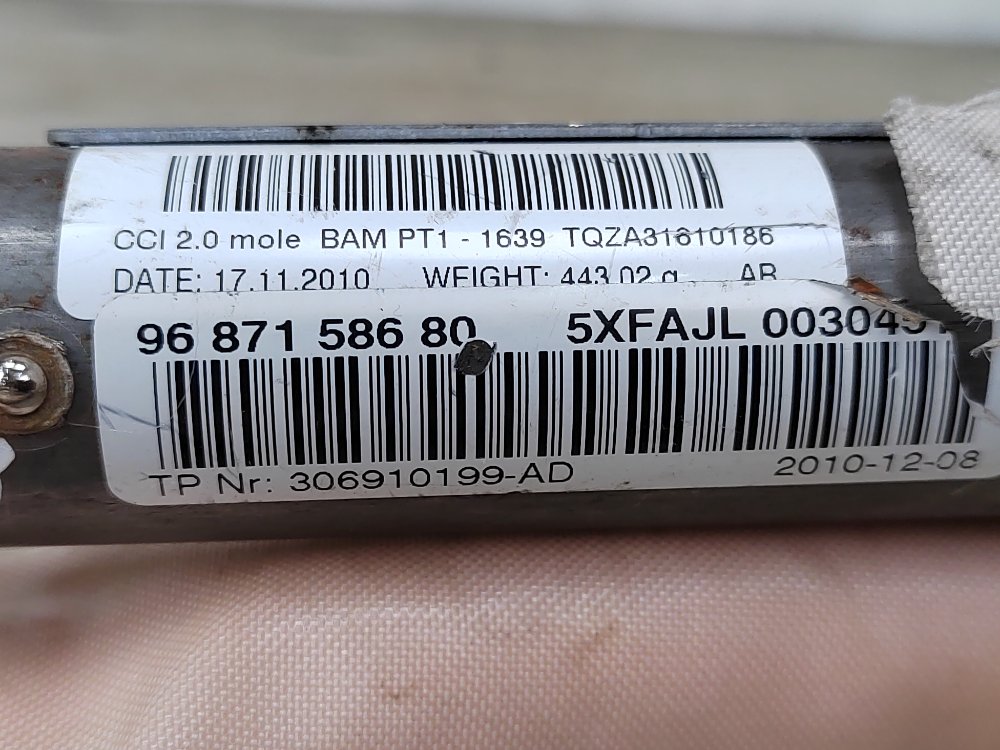 CCI 2.0 mole BAM PT1 - 1639 TQZA31610186
DATE: 17.11.2010 WEIGHT: 443.02 g AB
96 871 586 80 5XFAJL
TP Nr: 306910199-AD 2010-12-08